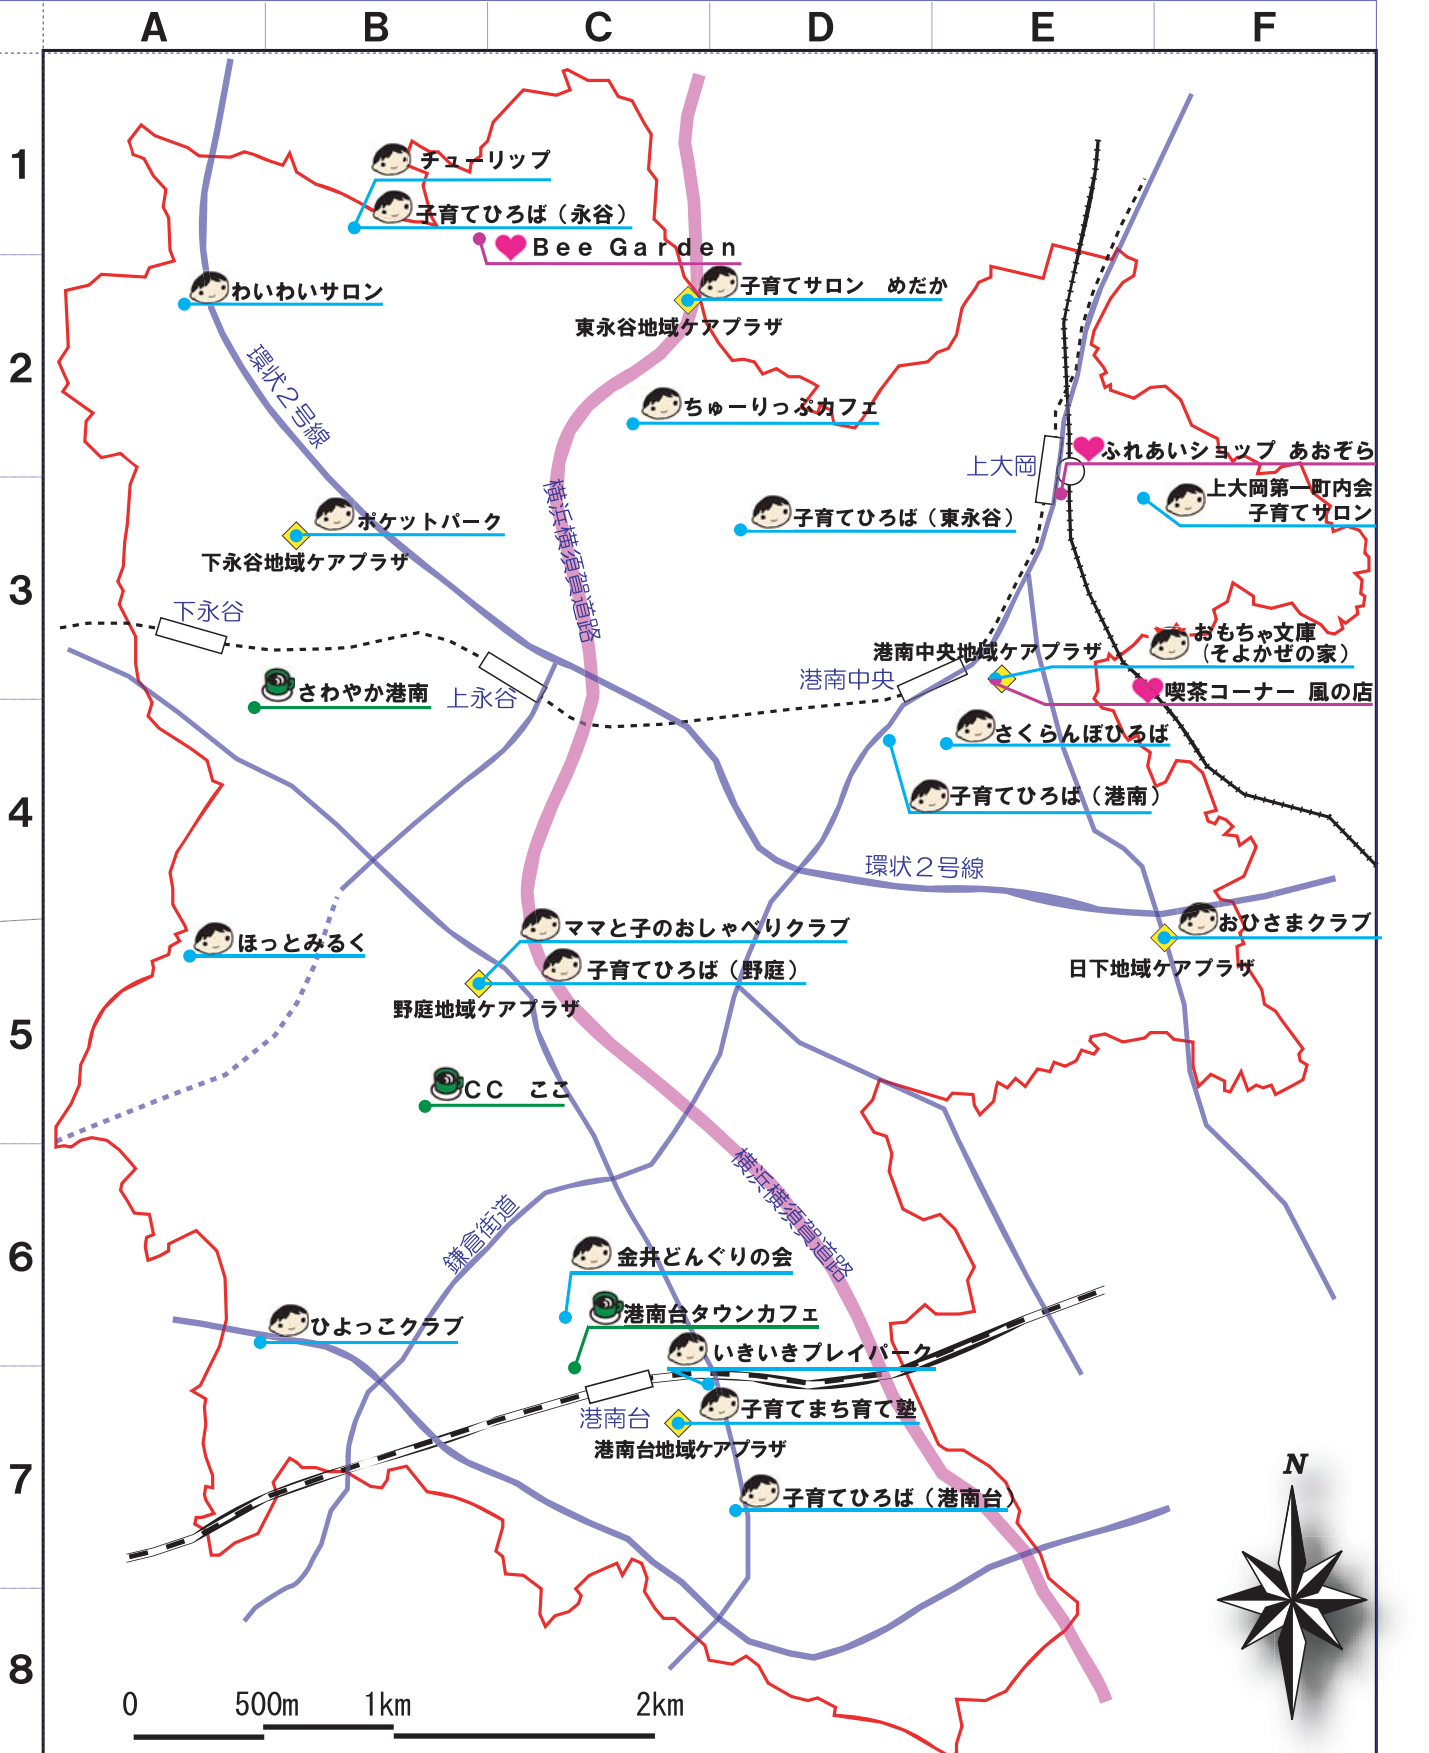 A B C D E F
1
チューリップ
子育てひろば（永谷）
Bee Garden
わいわいサロン
子育てサロン　めだか
東永谷地域ケアプラザ
2
環状２号線
ちゅーりっぷカフェ
上大岡
ふれあいショップ あおぞら
上大岡第一町内会
子育てサロン
横浜横須賀道路
ポケットパーク
下永谷地域ケアプラザ
子育てひろば（東永谷）
3
下永谷
おもちゃ文庫
（そよかぜの家）
港南中央地域ケアプラザ
港南中央
さわやか港南
上永谷
喫茶コーナー 風の店
さくらんぼひろば
子育てひろば（港南）
4
環状２号線
ほっとみるく
ママと子のおしゃべりクラブ
おひさまクラブ
子育てひろば（野庭）
日下地域ケアプラザ
野庭地域ケアプラザ
5
CC　ここ
横浜横須賀道路
鎌倉街道
6
金井どんぐりの会
港南台タウンカフェ
ひよっこクラブ
いきいきプレイパーク
子育てまち育て塾
港南台
港南台地域ケアプラザ
7
子育てひろば（港南台）
N
8
0 500m 1km 2km